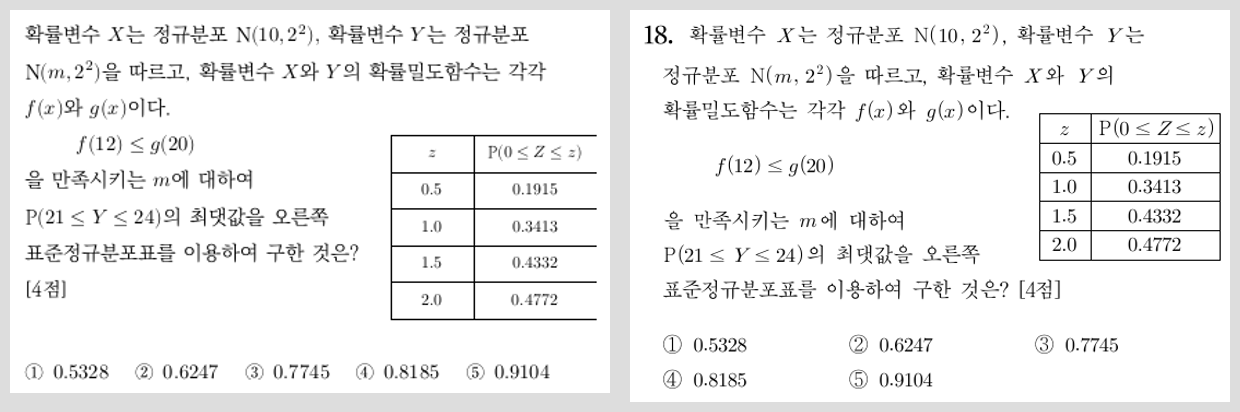 확률변수 X는 정규분포 N(10, 2²), 확률변수 Y는 정규분포
N(m, 2²)을 따르고, 확률변수 X와 Y의 확률밀도함수는 각각
f(x)와 g(x)이다.
f(12) ≤ g(20)
을 만족시키는 m에 대하여
P(21 ≤ Y ≤ 24)의 최댓값을 오른쪽
표준정규분포표를 이용하여 구한 것은?
[4점]
z P(0 ≤ Z ≤ z)
0.5 0.1915
1.0 0.3413
1.5 0.4332
2.0 0.4772
① 0.5328 ② 0.6247 ③ 0.7745 ④ 0.8185 ⑤ 0.9104
18. 확률변수 X는 정규분포 N(10, 2²), 확률변수 Y는
정규분포 N(m, 2²)을 따르고, 확률변수 X와 Y의
확률밀도함수는 각각 f(x)와 g(x)이다.
f(12) ≤ g(20)
을 만족시키는 m에 대하여
P(21 ≤ Y ≤ 24)의 최댓값을 오른쪽
표준정규분포표를 이용하여 구한 것은? [4점]
z P(0 ≤ Z ≤ z)
0.5 0.1915
1.0 0.3413
1.5 0.4332
2.0 0.4772
① 0.5328 ② 0.6247 ③ 0.7745
④ 0.8185 ⑤ 0.9104